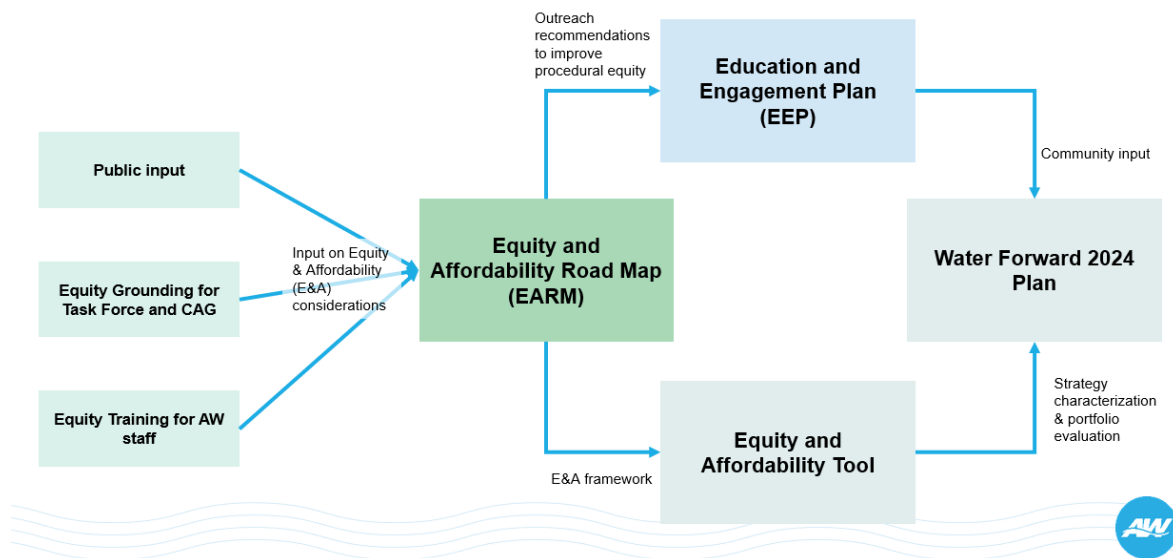 Outreach
recommendations
to improve
procedural equity
Education and
Engagement Plan
(EEP)
Community input
Public input
Input on Equity
& Affordability
(E&A)
considerations
Equity Grounding for
Task Force and CAG
Equity Training for AW
staff
Equity and
Affordability Road Map
(EARM)
Water Forward 2024
Plan
Strategy
characterization
& portfolio
evaluation
Equity and
Affordability Tool
E&A framework
AW